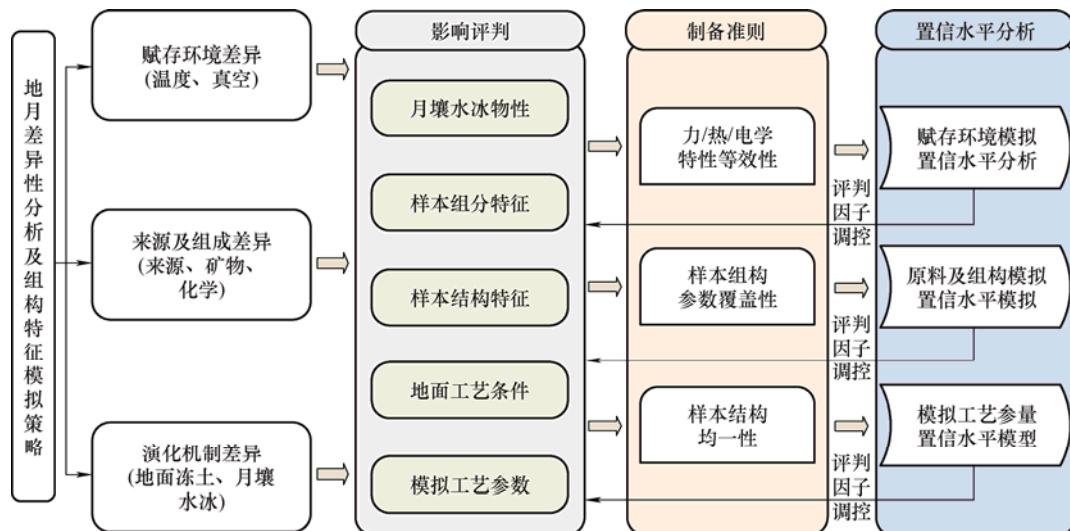 地月差异性分析及组构特征模拟策略
赋存环境差异
(温度、真空)
来源及组成差异
(来源、矿物、
化学)
演化机制差异
(地面冻土、月壤
水冰)
影响评判
月壤水冰物性
样本组分特征
样本结构特征
地面工艺条件
模拟工艺参数
制备准则
力/热/电学
特性等效性
样本组构
参数覆盖性
样本结构
均一性
置信水平分析
赋存环境模拟
置信水平分析
评判
因子
调控
原料及组构模拟
置信水平模拟
评判
因子
调控
模拟工艺参量
置信水平模型
评判
因子
调控